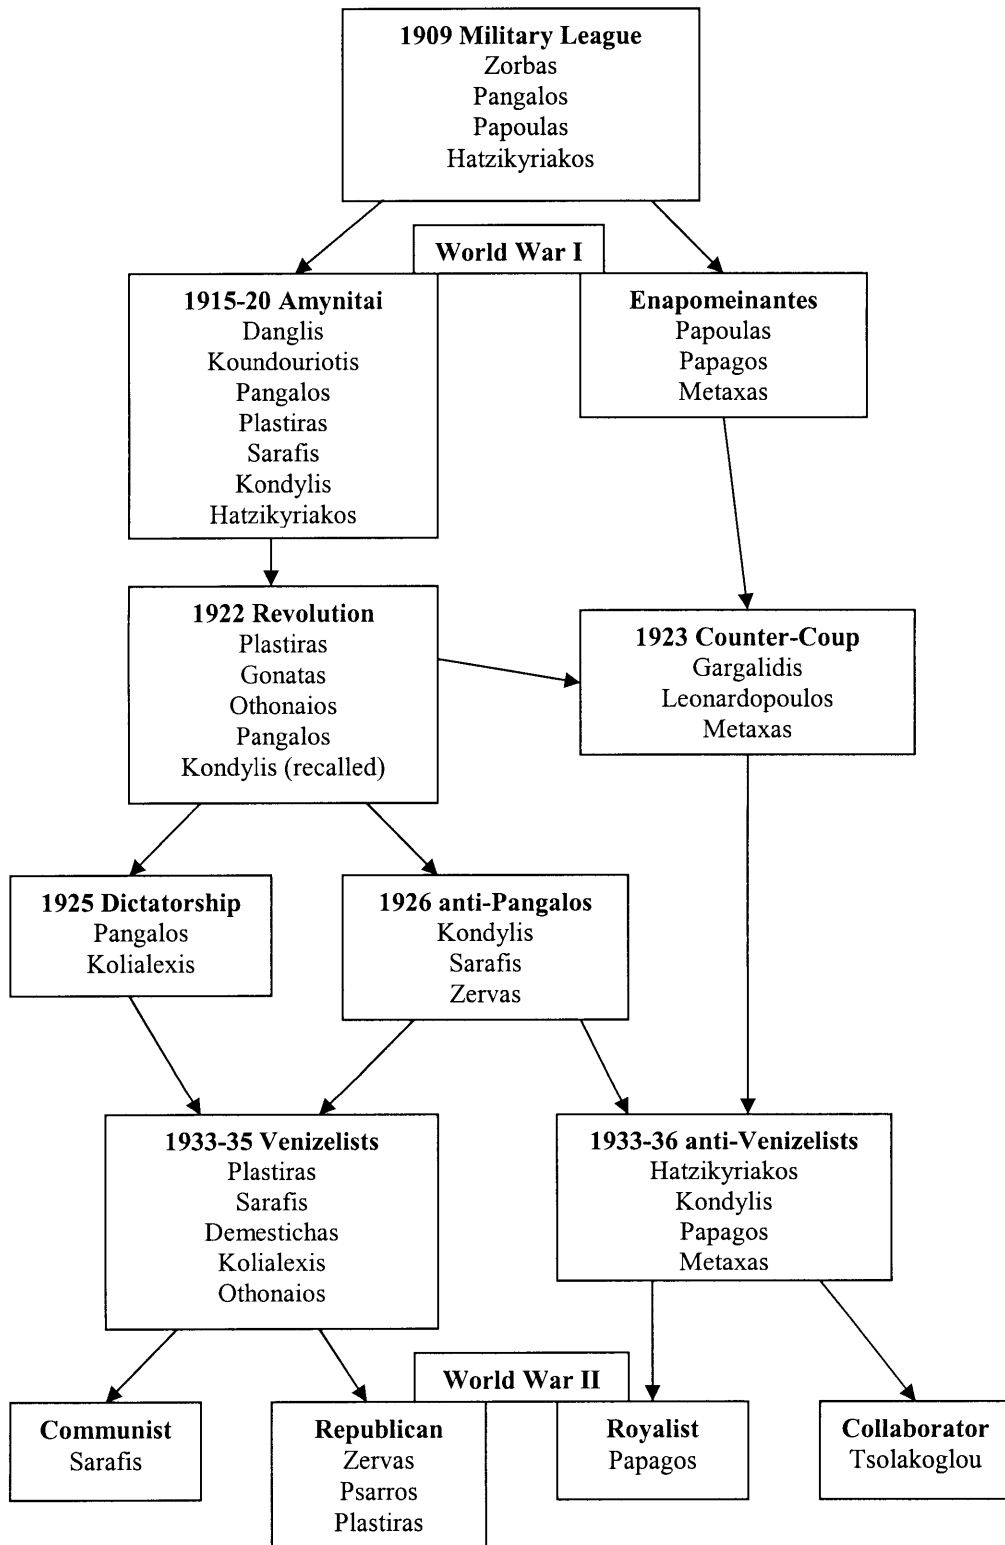 1909 Military League
Zorbas
Pangalos
Papoulas
Hatzikyriakos
World War I
1915-20 Amynitai
Danglis
Koundouriotis
Pangalos
Plastiras
Sarafis
Kondylis
Hatzikyriakos
Enapomeinantes
Papoulas
Papagos
Metaxas
1922 Revolution
Plastiras
Gonatas
Othonaios
Pangalos
Kondylis (recalled)
1923 Counter-Coup
Gargalidis
Leonardopoulos
Metaxas
1925 Dictatorship
Pangalos
Kolialexis
1926 anti-Pangalos
Kondylis
Sarafis
Zervas
1933-35 Venizelists
Plastiras
Sarafis
Demestichas
Kolialexis
Othonaios
1933-36 anti-Venizelists
Hatzikyriakos
Kondylis
Papagos
Metaxas
World War II
Communist
Sarafis
Republican
Zervas
Psarros
Plastiras
Royalist
Papagos
Collaborator
Tsolakoglou